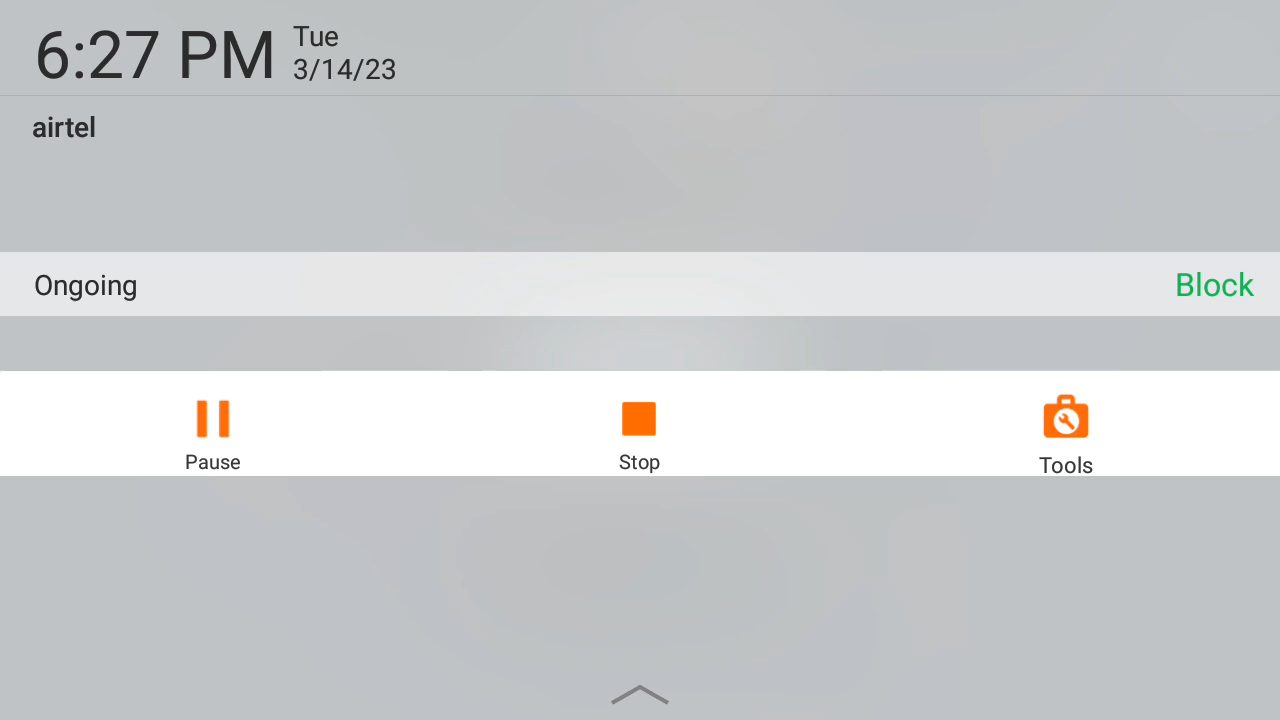 6:27 PM
Tue
3/14/23
airtel
Ongoing
Block
Pause
Stop
Tools